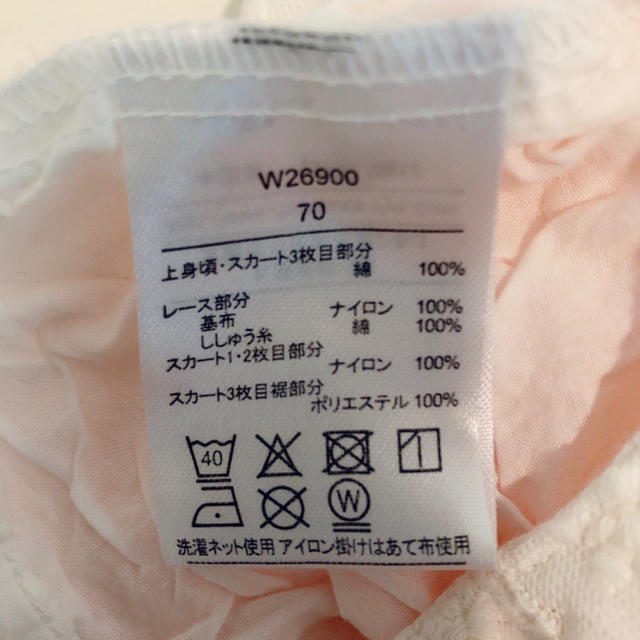 W26900
70
上身頃・スカート3枚目部分
綿 100%
レース部分
基布 ナイロン 100%
ししゅう糸 綿 100%
スカート1・2枚目部分
ナイロン 100%
スカート3枚目裾部分
ポリエステル 100%
40
W
洗濯ネット使用 アイロン掛けはあて布使用